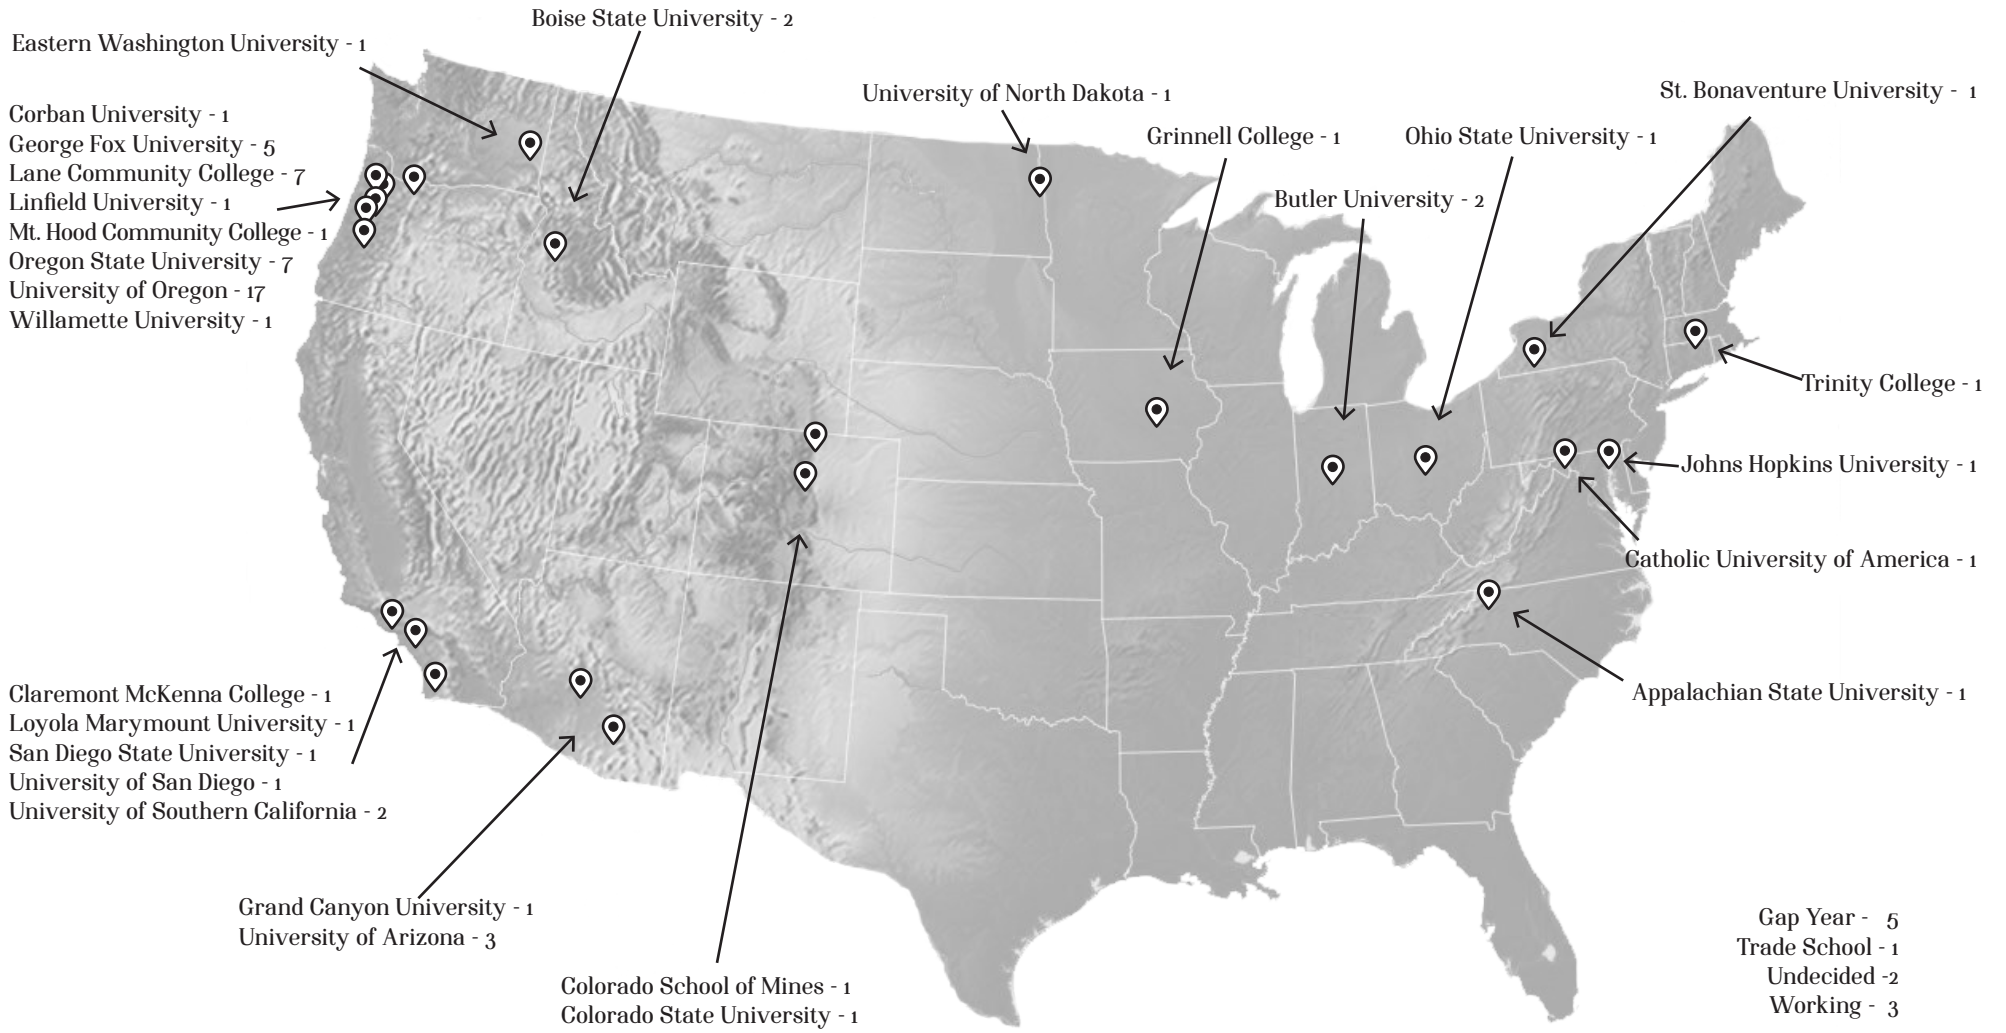 Boise State University - 2
Eastern Washington University - 1
University of North Dakota - 1
St. Bonaventure University - 1
Grinnell College - 1
Ohio State University - 1
Butler University - 2
Corban University - 1
George Fox University - 5
Lane Community College - 7
Linfield University - 1
Mt. Hood Community College - 1
Oregon State University - 7
University of Oregon - 17
Willamette University - 1
Trinity College - 1
Johns Hopkins University - 1
Catholic University of America - 1
Appalachian State University - 1
Claremont McKenna College - 1
Loyola Marymount University - 1
San Diego State University - 1
University of San Diego - 1
University of Southern California - 2
Grand Canyon University - 1
University of Arizona - 3
Colorado School of Mines - 1
Colorado State University - 1
Gap Year - 5
Trade School - 1
Undecided -2
Working - 3